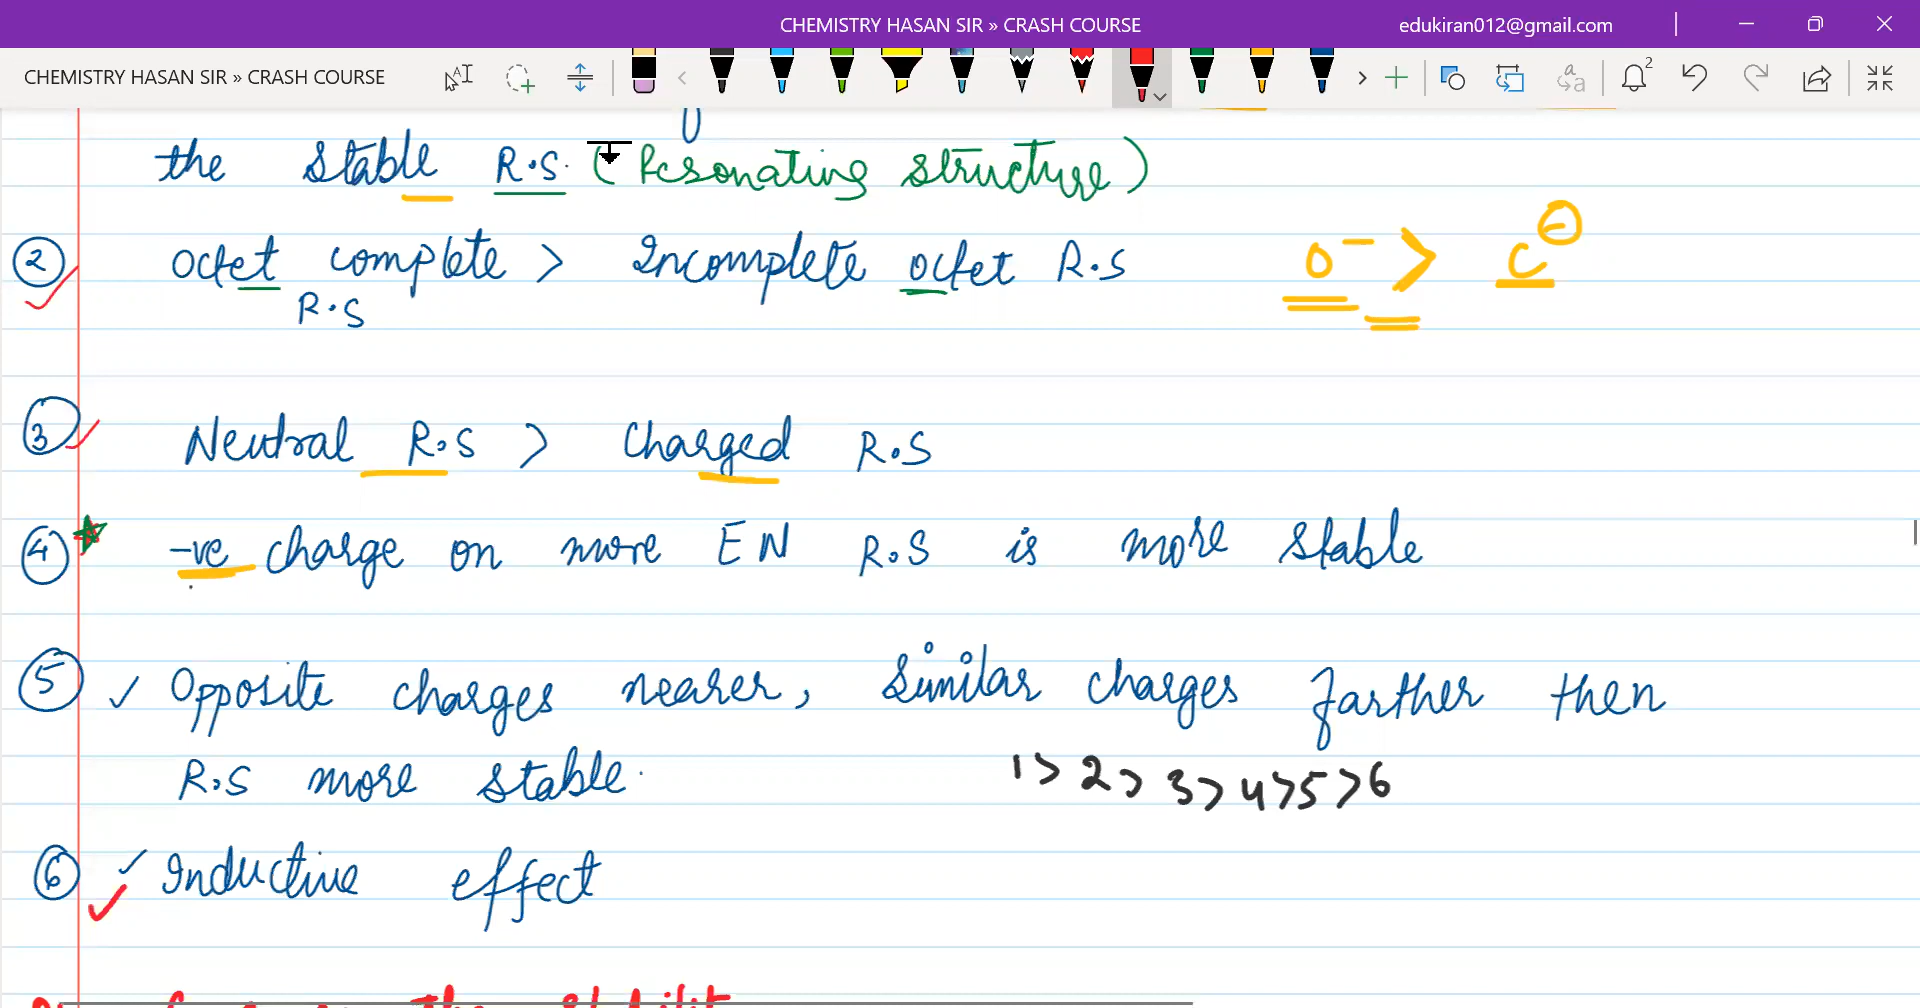 CHEMISTRY HASAN SIR » CRASH COURSE
edukiran012@gmail.com
CHEMISTRY HASAN SIR » CRASH COURSE
2
the stable R.S. (Resonating structure)
② Octet complete > Incomplete octet R.S
R.S
O⁻ > C⊖
③ Neutral R.S > Charged R.S
④ -ve charge on more EN R.S is more stable
⑤ Opposite charges nearer, Similar charges farther then
R.S more stable.
1 > 2 > 3 > 4 > 5 > 6
⑥ Inductive effect
the